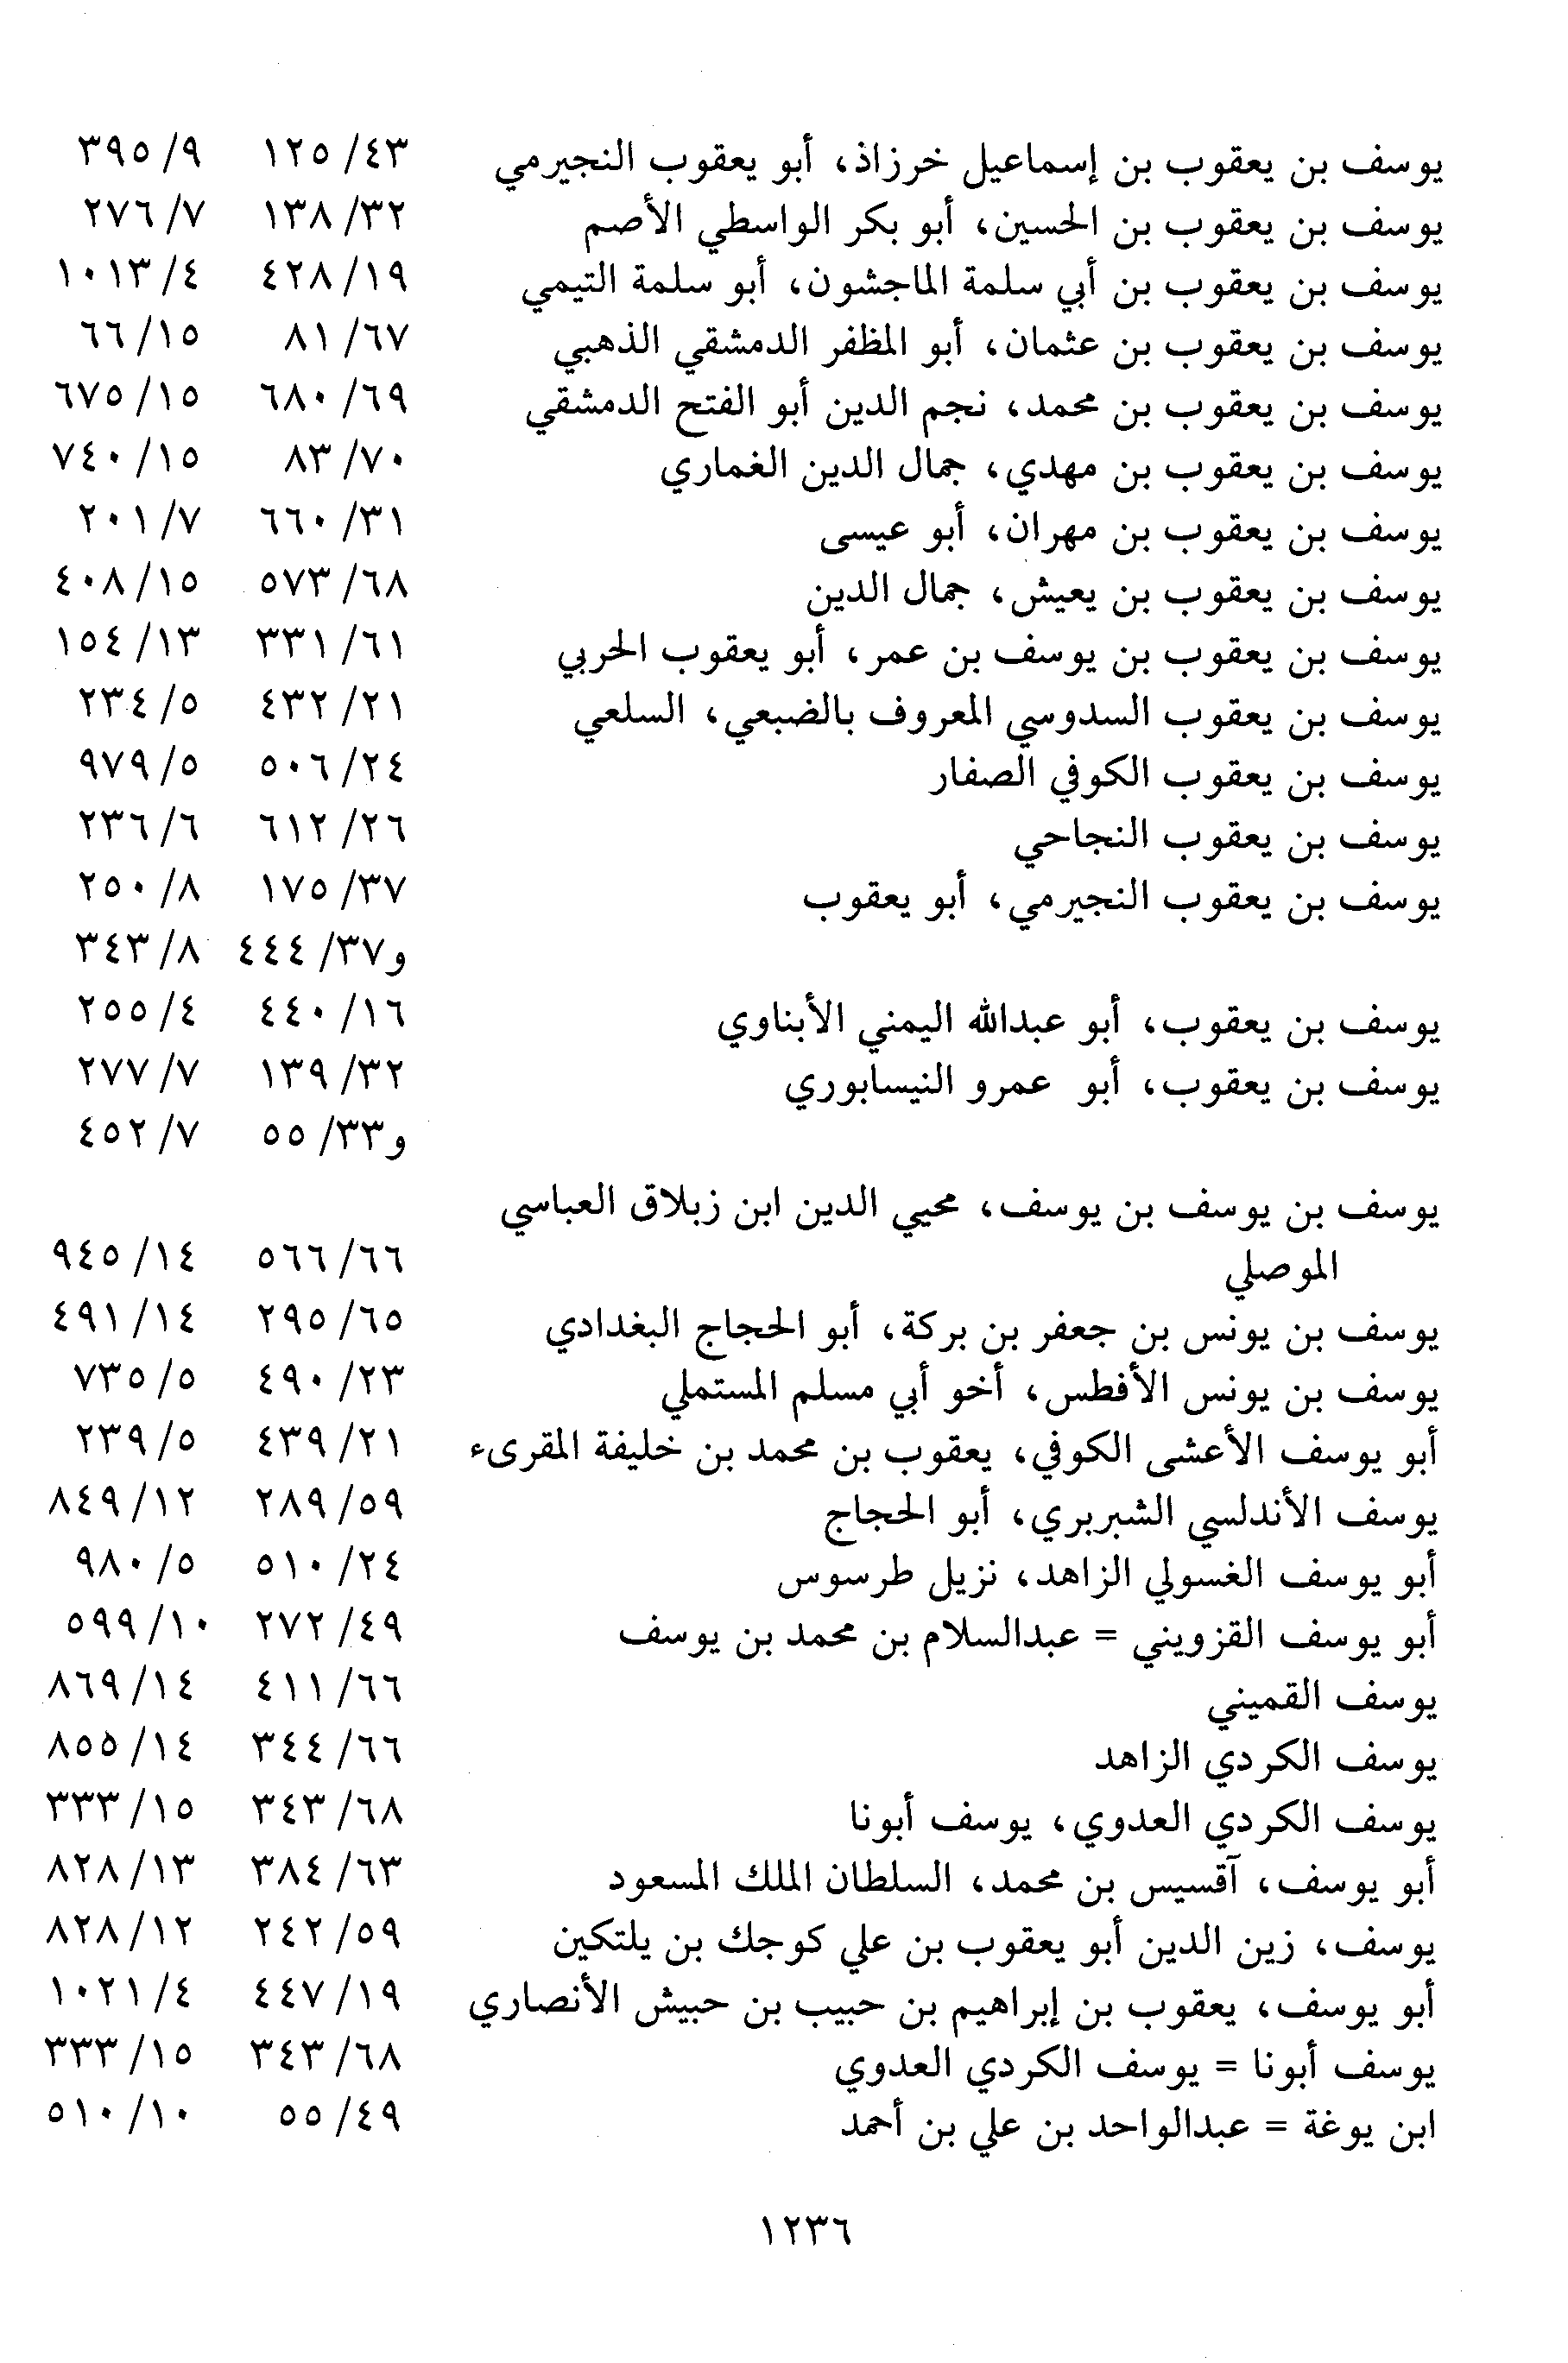 يوسف بن يعقوب بن إسماعيل خرزاذ، أبو يعقوب النجيرمي ٤٣/ ١٢٥ ٩/ ٣٩٥
يوسف بن يعقوب بن الحسين، أبو بكر الواسطي الأصم ٣٢/ ١٣٨ ٧/ ٢٧٦
يوسف بن يعقوب بن أبي سلمة الماجشون، أبو سلمة التيمي ١٩/ ٤٢٨ ٤/ ١٠١٣
يوسف بن يعقوب بن عثمان، أبو المظفر الدمشقي الذهبي ٦٧/ ٨١ ١٥/ ٦٦
يوسف بن يعقوب بن محمد، نجم الدين أبو الفتح الدمشقي ٦٩/ ٦٨٠ ١٥/ ٦٧٥
يوسف بن يعقوب بن مهدي، جمال الدين الغماري ٧٠/ ٨٣ ١٥/ ٧٤٠
يوسف بن يعقوب بن مهران، أبو عيسى ٣١/ ٦٦٠ ٧/ ٢٠١
يوسف بن يعقوب بن يعيش، جمال الدين ٦٨/ ٥٧٣ ١٥/ ٤٠٨
يوسف بن يعقوب بن يوسف بن عمر، أبو يعقوب الحربي ٦١/ ٣٣١ ١٣/ ١٥٤
يوسف بن يعقوب السدوسي المعروف بالضبعي، السلعي ٢١/ ٤٣٢ ٥/ ٢٣٤
يوسف بن يعقوب الكوفي الصفار ٢٤/ ٥٠٦ ٥/ ٩٧٩
يوسف بن يعقوب النجاحي ٢٦/ ٦١٢ ٦/ ٢٣٦
يوسف بن يعقوب النجيرمي، أبو يعقوب ٣٧/ ١٧٥ ٨/ ٢٥٠
و٣٧/ ٤٤٤ ٨/ ٣٤٣
يوسف بن يعقوب، أبو عبدالله اليمني الأبناوي ١٦/ ٤٤٠ ٤/ ٢٥٥
يوسف بن يعقوب، أبو عمرو النيسابوري ٣٢/ ١٣٩ ٧/ ٢٧٧
و٣٣/ ٥٥ ٧/ ٤٥٢
يوسف بن يوسف بن يوسف، محيي الدين ابن زبلاق العباسي
الموصلي ٦٦/ ٥٦٦ ١٤/ ٩٤٥
يوسف بن يونس بن جعفر بن بركة، أبو الحجاج البغدادي ٦٥/ ٢٩٥ ١٤/ ٤٩١
يوسف بن يونس الأفطس، أخو أبي مسلم المستملي ٢٣/ ٤٩٠ ٥/ ٧٣٥
أبو يوسف الأعشى الكوفي، يعقوب بن محمد بن خليفة المقرىء ٢١/ ٤٣٩ ٥/ ٢٣٩
يوسف الأندلسي الشبربري، أبو الحجاج ٥٩/ ٢٨٩ ١٢/ ٨٤٩
أبو يوسف الغسولي الزاهد، نزيل طرسوس ٢٤/ ٥١٠ ٥/ ٩٨٠
أبو يوسف القزويني = عبدالسلام بن محمد بن يوسف ٤٩/ ٢٧٢ ١٠/ ٥٩٩
يوسف القميني ٦٦/ ٤١١ ١٤/ ٨٦٩
يوسف الكردي الزاهد ٦٦/ ٣٤٤ ١٤/ ٨٥٥
يوسف الكردي العدوي، يوسف أبونا ٦٨/ ٣٤٣ ١٥/ ٣٣٣
أبو يوسف، آقسيس بن محمد، السلطان الملك المسعود ٦٣/ ٣٨٤ ١٣/ ٨٢٨
يوسف، زين الدين أبو يعقوب بن علي كوجك بن يلتكين ٥٩/ ٢٤٢ ١٢/ ٨٢٨
أبو يوسف، يعقوب بن إبراهيم بن حبيب بن حبيش الأنصاري ١٩/ ٤٤٧ ٤/ ١٠٢١
يوسف أبونا = يوسف الكردي العدوي ٦٨/ ٣٤٣ ١٥/ ٣٣٣
ابن يوغة = عبدالواحد بن علي بن أحمد ٤٩/ ٥٥ ١٠/ ٥١٠
١٢٣٦